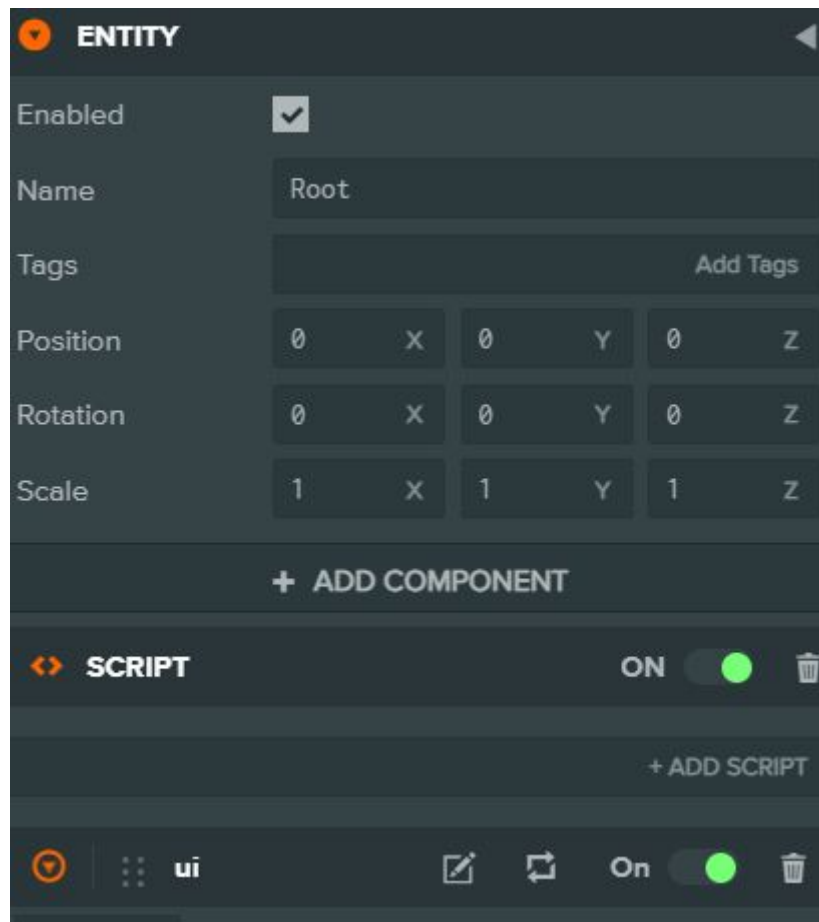 ENTITY
Enabled
Name Root
Tags Add Tags
Position 0 X 0 Y 0 Z
Rotation 0 X 0 Y 0 Z
Scale 1 X 1 Y 1 Z
+ ADD COMPONENT
SCRIPT ON
+ ADD SCRIPT
ui On